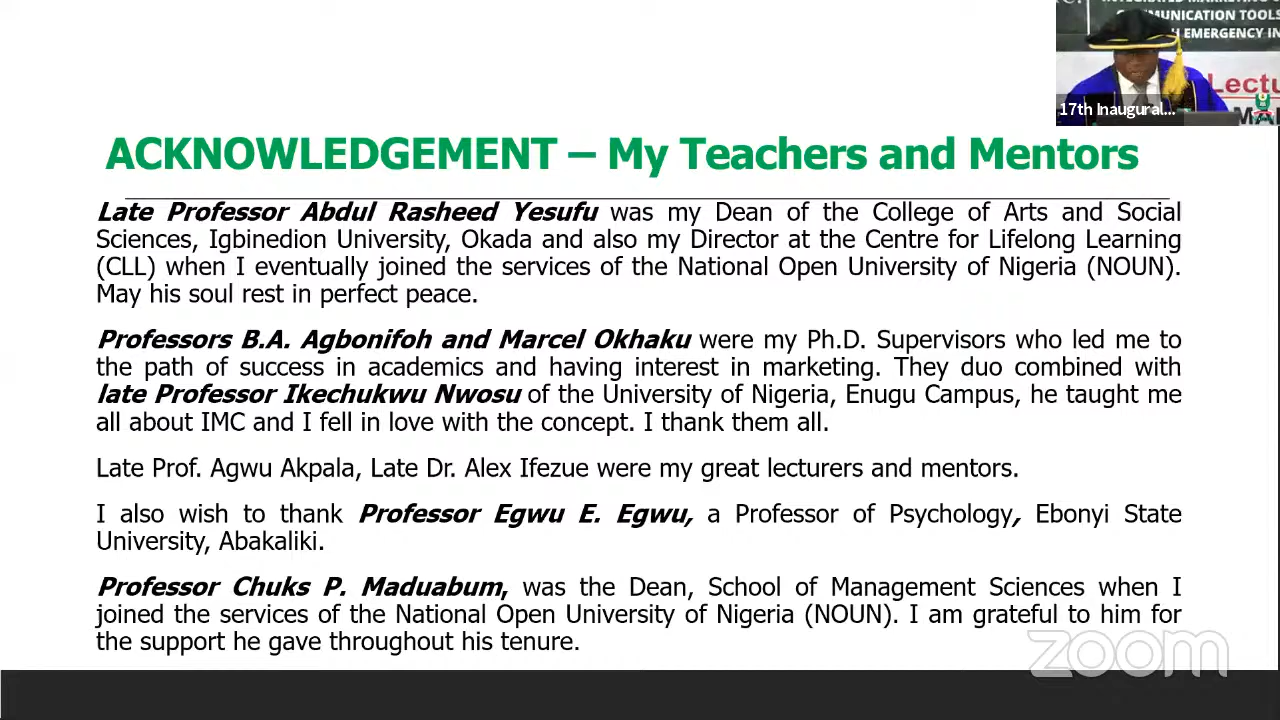 COMMUNICATION TOOLS
EMERGENCY IN
Lectu
17th Inaugural...
ACKNOWLEDGEMENT – My Teachers and Mentors
Late Professor Abdul Rasheed Yesufu was my Dean of the College of Arts and Social
Sciences, Igbinedion University, Okada and also my Director at the Centre for Lifelong Learning
(CLL) when I eventually joined the services of the National Open University of Nigeria (NOUN).
May his soul rest in perfect peace.
Professors B.A. Agbonifoh and Marcel Okhaku were my Ph.D. Supervisors who led me to
the path of success in academics and having interest in marketing. They duo combined with
late Professor Ikechukwu Nwosu of the University of Nigeria, Enugu Campus, he taught me
all about IMC and I fell in love with the concept. I thank them all.
Late Prof. Agwu Akpala, Late Dr. Alex Ifezue were my great lecturers and mentors.
I also wish to thank Professor Egwu E. Egwu, a Professor of Psychology, Ebonyi State
University, Abakaliki.
Professor Chuks P. Maduabum, was the Dean, School of Management Sciences when I
joined the services of the National Open University of Nigeria (NOUN). I am grateful to him for
the support he gave throughout his tenure.
zoom